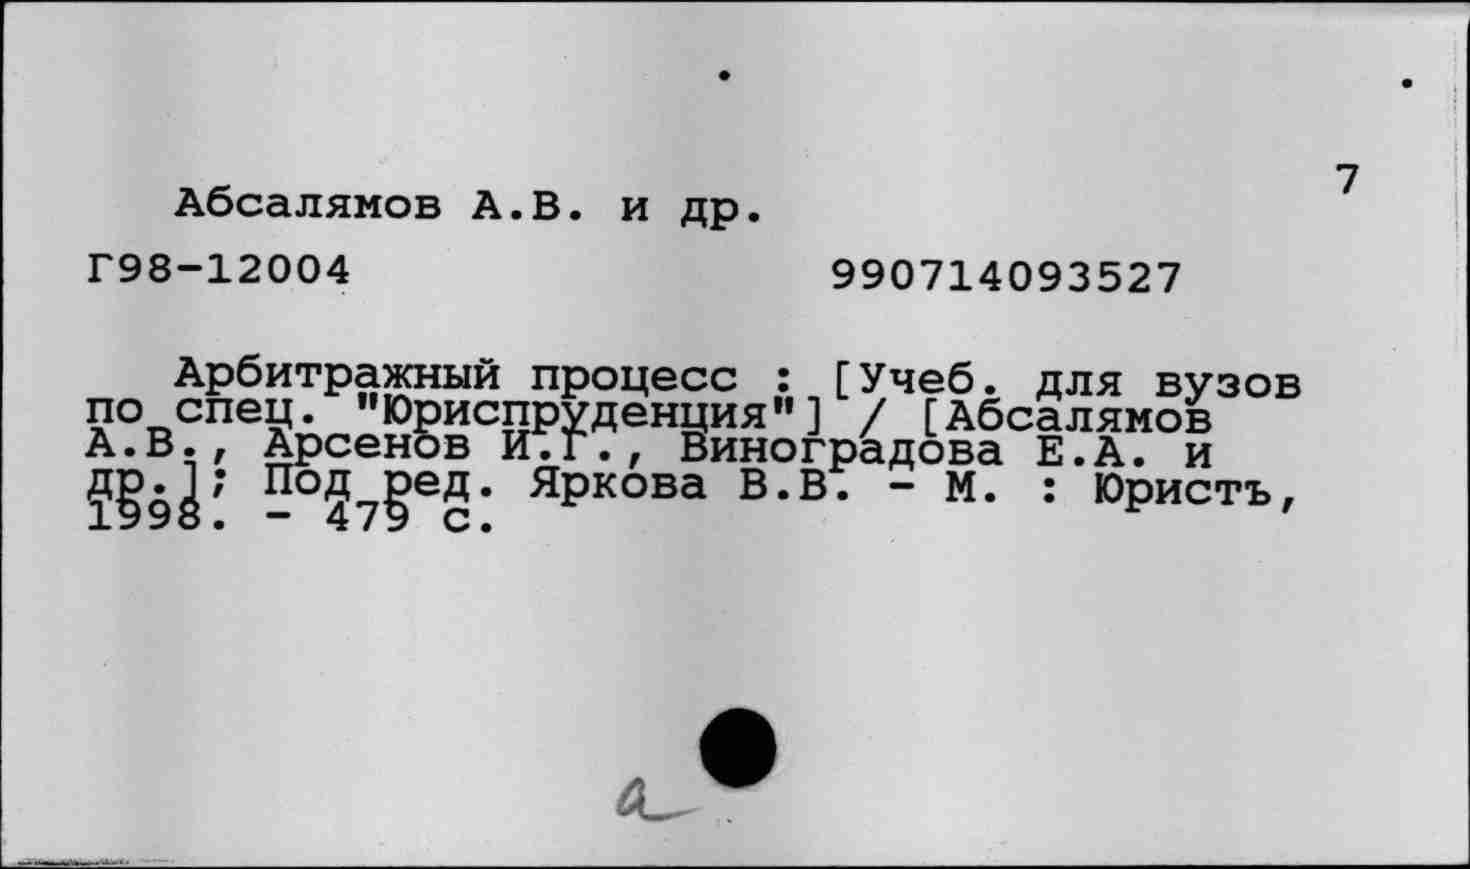 7
Абсалямов А.В. и др.
Г98-12004 990714093527
Арбитражный процесс : [Учеб. для вузов
по спец. "Юриспруденция"] / [Абсалямов
А.В., Арсенов И.Г., Виноградова Е.А. и
др.]; Под ред. Яркова В.В. - М. : Юристъ,
1998. - 479 с.
а